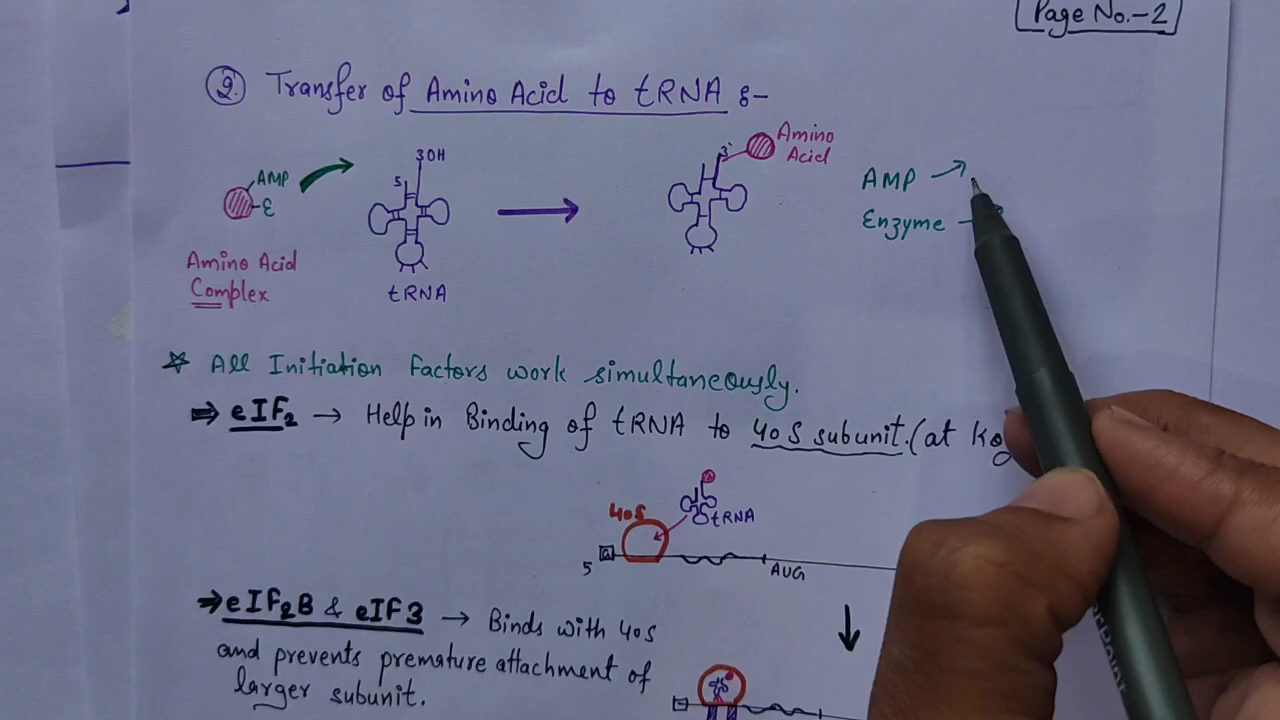 Page No.-2
2. Transfer of Amino Acid to tRNA :-
AMP
E
Amino Acid
Complex
5
3OH
tRNA
3'
Amino
Acid
AMP
Enzyme
All Initiation Factors work simultaneously.
⇒ eIF2 → Help in Binding of tRNA to 40S subunit. (at
40S
tRNA
5
G
AUG
⇒ eIF2B & eIF3 → Binds with 40s
and prevents premature attachment of
larger subunit.